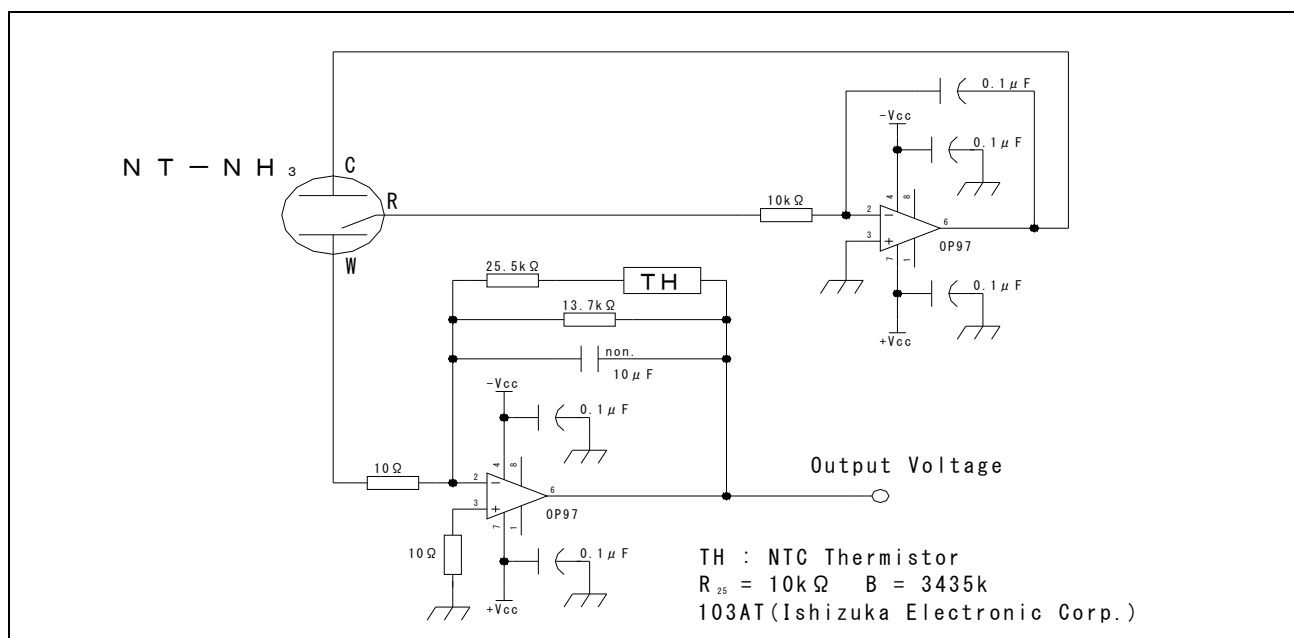 0.1μF
-Vcc
0.1μF
NT-NH₃
C
R
10kΩ
4
8
2
6
3
OP97
7
1
W
0.1μF
25.5kΩ
TH
13.7kΩ
+Vcc
non.
10μF
-Vcc
0.1μF
10Ω
4
8
2
6
3
OP97
7
1
Output Voltage
10Ω
0.1μF
+Vcc
TH : NTC Thermistor
R₂₅ = 10kΩ B = 3435k
103AT(Ishizuka Electronic Corp.)